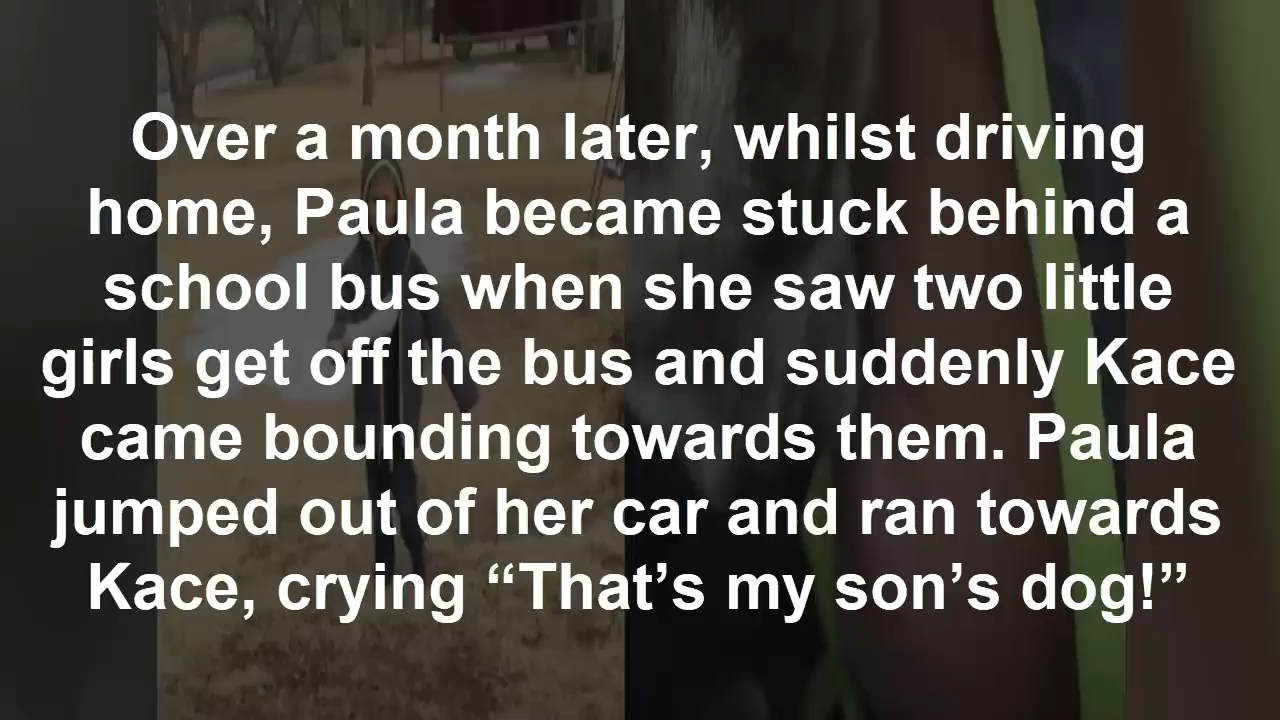 Over a month later, whilst driving
home, Paula became stuck behind a
school bus when she saw two little
girls get off the bus and suddenly Kace
came bounding towards them. Paula
jumped out of her car and ran towards
Kace, crying “That’s my son’s dog!”